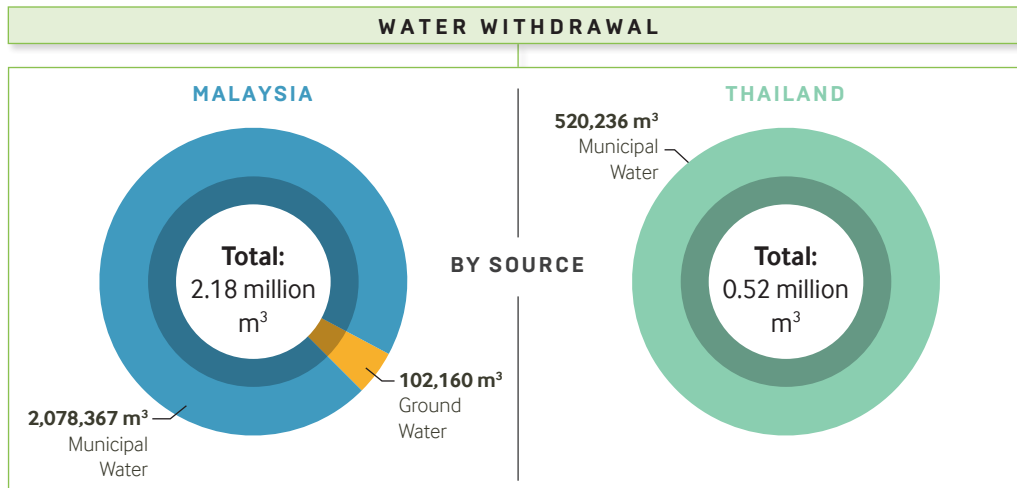 WATER WITHDRAWAL
MALAYSIA
Total:
2.18 million
m³
102,160 m³
Ground
Water
2,078,367 m³
Municipal
Water
BY SOURCE
THAILAND
520,236 m³
Municipal
Water
Total:
0.52 million
m³